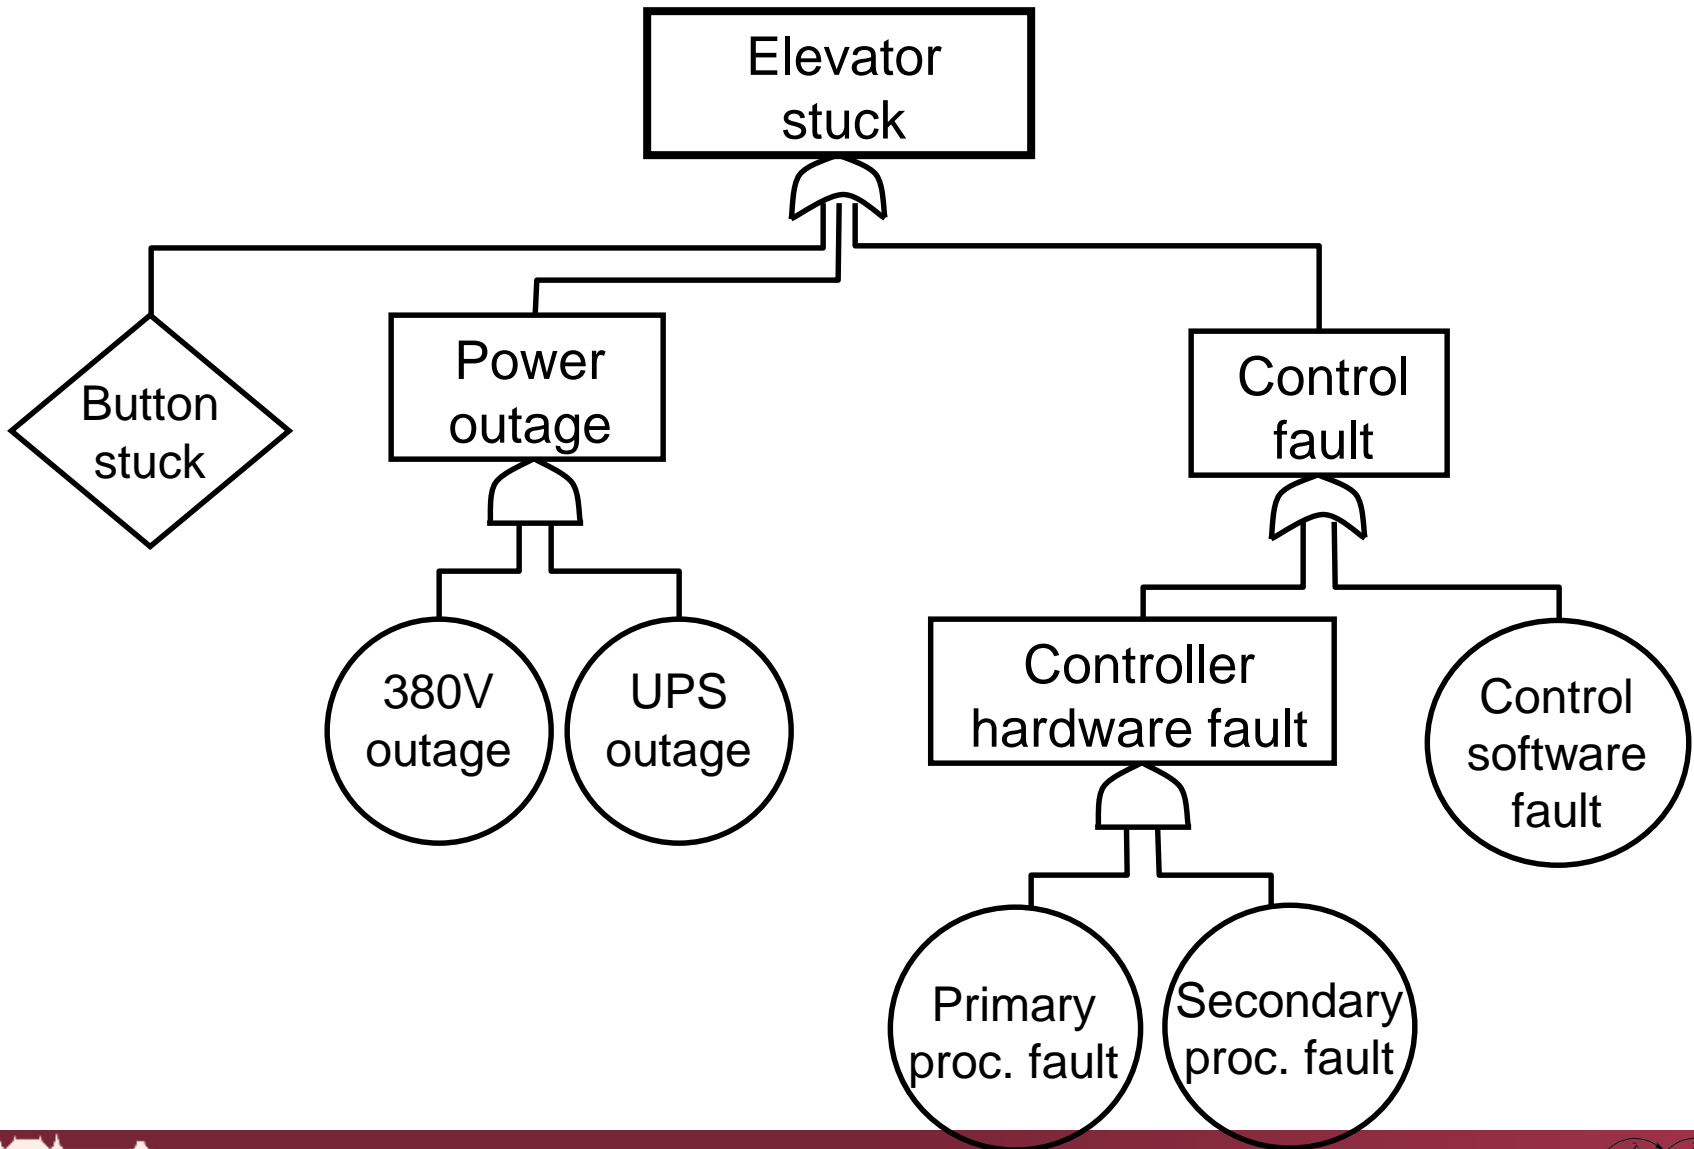 Elevator
stuck
Button
stuck
Power
outage
Control
fault
380V
outage
UPS
outage
Controller
hardware fault
Control
software
fault
Primary
proc. fault
Secondary
proc. fault